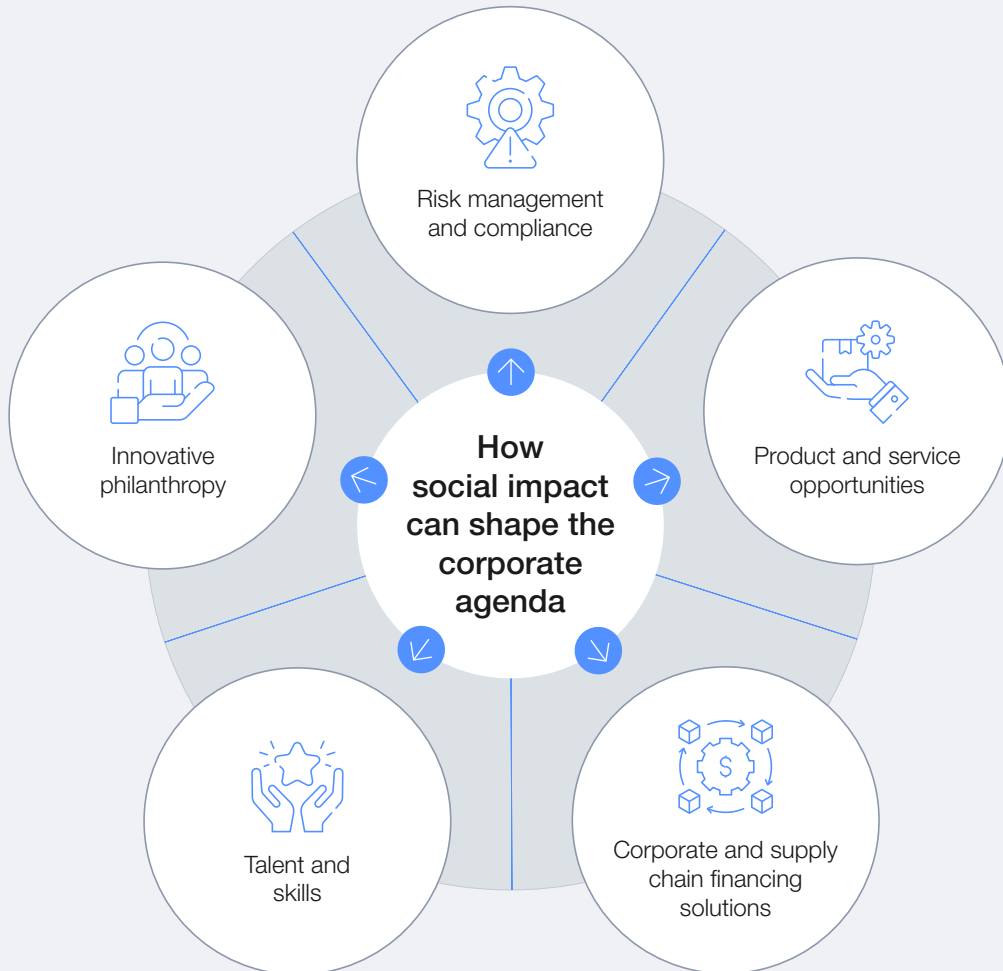 Risk management
and compliance
Innovative
philanthropy
Product and service
opportunities
How
social impact
can shape the
corporate
agenda
Talent and
skills
Corporate and supply
chain financing
solutions
$